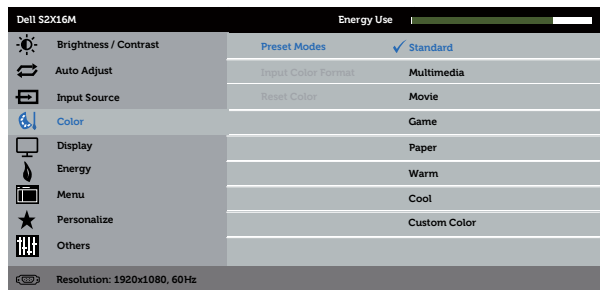 Dell S2X16M
Energy Use
Brightness / Contrast
Preset Modes
Standard
Auto Adjust
Input Color Format
Multimedia
Input Source
Reset Color
Movie
Color
Game
Display
Paper
Energy
Warm
Menu
Cool
Personalize
Custom Color
Others
Resolution: 1920x1080, 60Hz